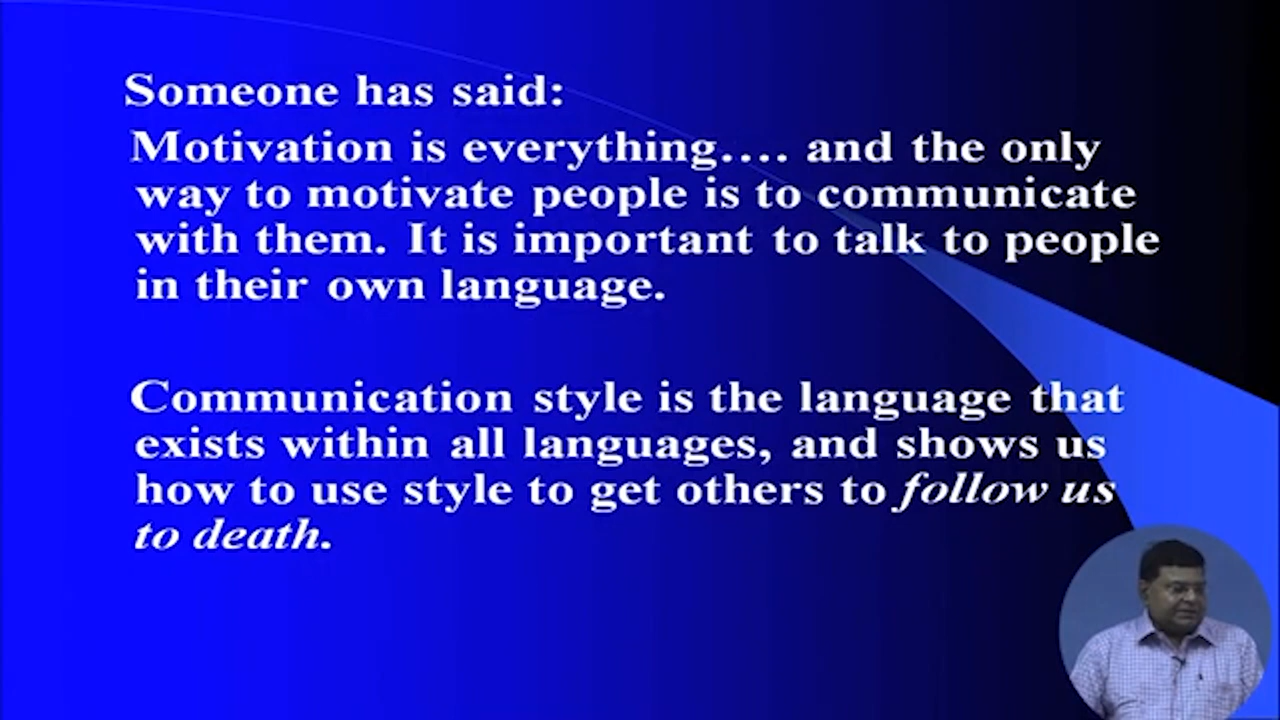 Someone has said:
Motivation is everything.... and the only
way to motivate people is to communicate
with them. It is important to talk to people
in their own language.
Communication style is the language that
exists within all languages, and shows us
how to use style to get others to follow us
to death.